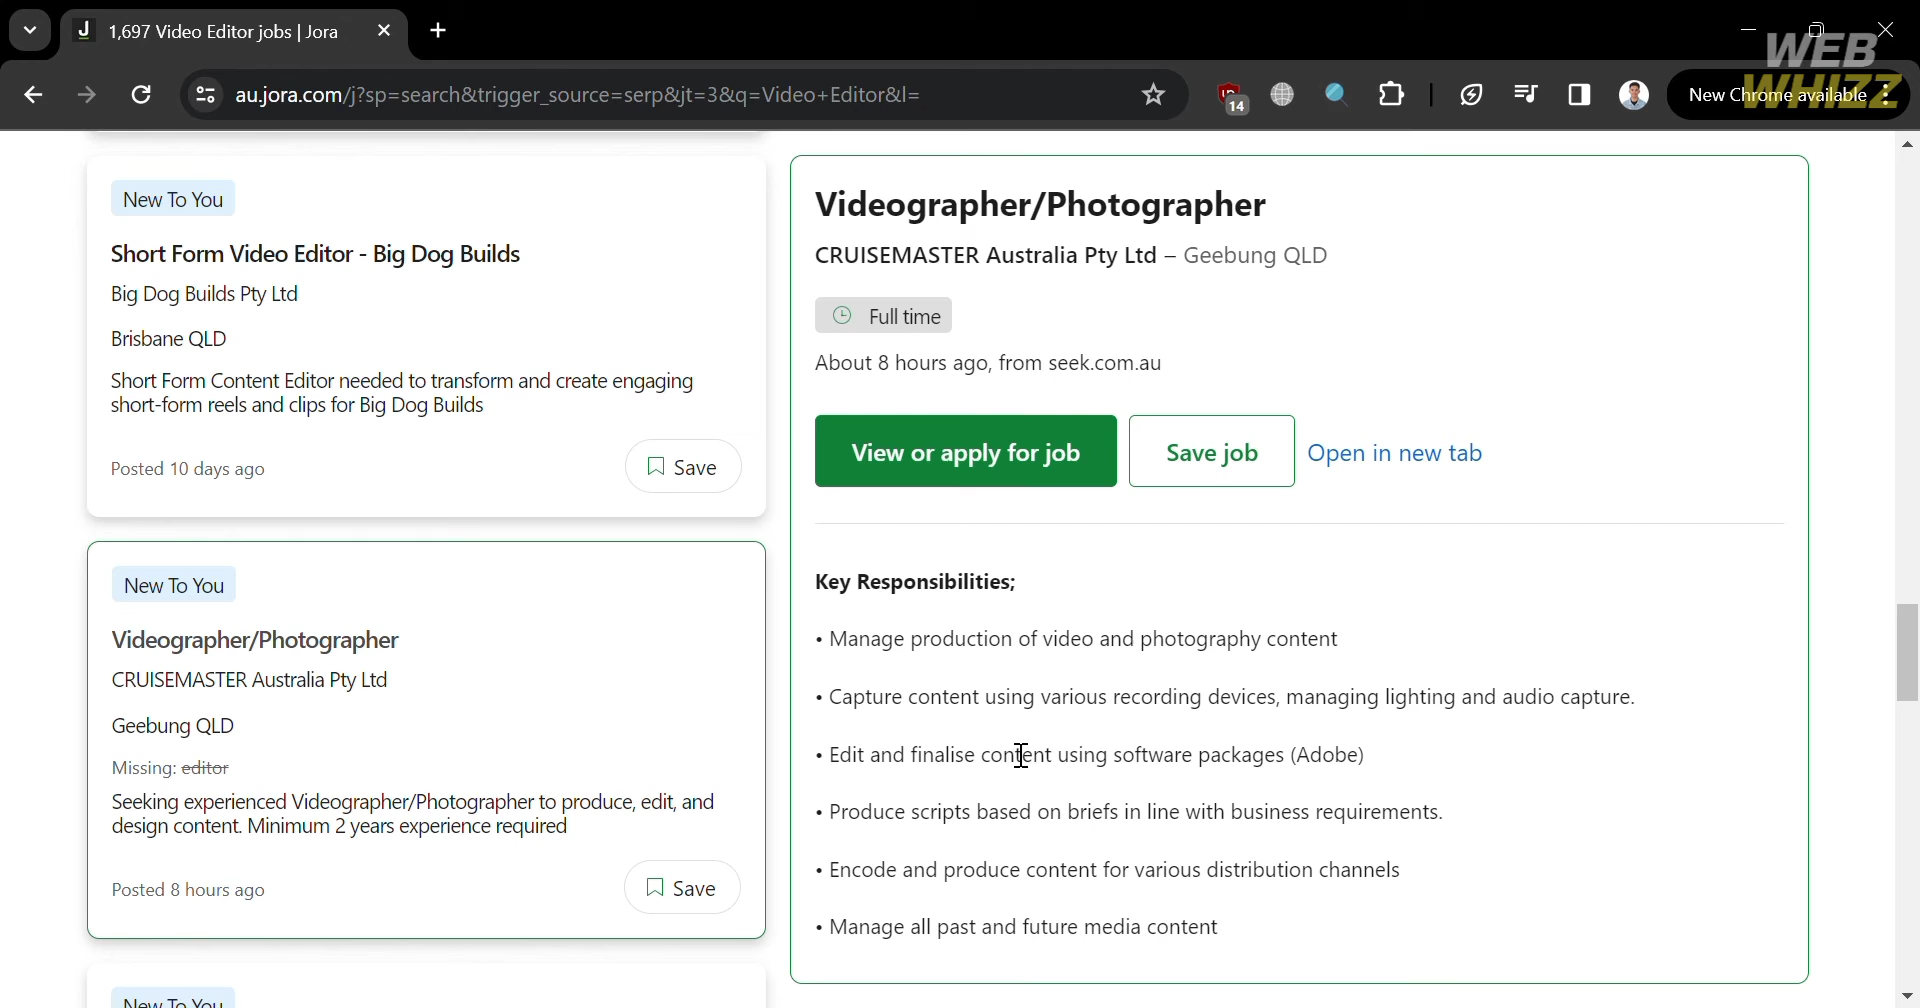 1,697 Video Editor jobs | Jora
WEB
WHIZZ
au.jora.com/j?sp=search&trigger_source=serp&jt=3&q=Video+Editor&l=
14
New Chrome available
New To You
Short Form Video Editor - Big Dog Builds
Big Dog Builds Pty Ltd
Brisbane QLD
Short Form Content Editor needed to transform and create engaging
short-form reels and clips for Big Dog Builds
Posted 10 days ago
Save
New To You
Videographer/Photographer
CRUISEMASTER Australia Pty Ltd
Geebung QLD
Missing: editor
Seeking experienced Videographer/Photographer to produce, edit, and
design content. Minimum 2 years experience required
Posted 8 hours ago
Save
New To You
Videographer/Photographer
CRUISEMASTER Australia Pty Ltd – Geebung QLD
Full time
About 8 hours ago, from seek.com.au
View or apply for job
Save job
Open in new tab
Key Responsibilities;
• Manage production of video and photography content
• Capture content using various recording devices, managing lighting and audio capture.
• Edit and finalise content using software packages (Adobe)
• Produce scripts based on briefs in line with business requirements.
• Encode and produce content for various distribution channels
• Manage all past and future media content